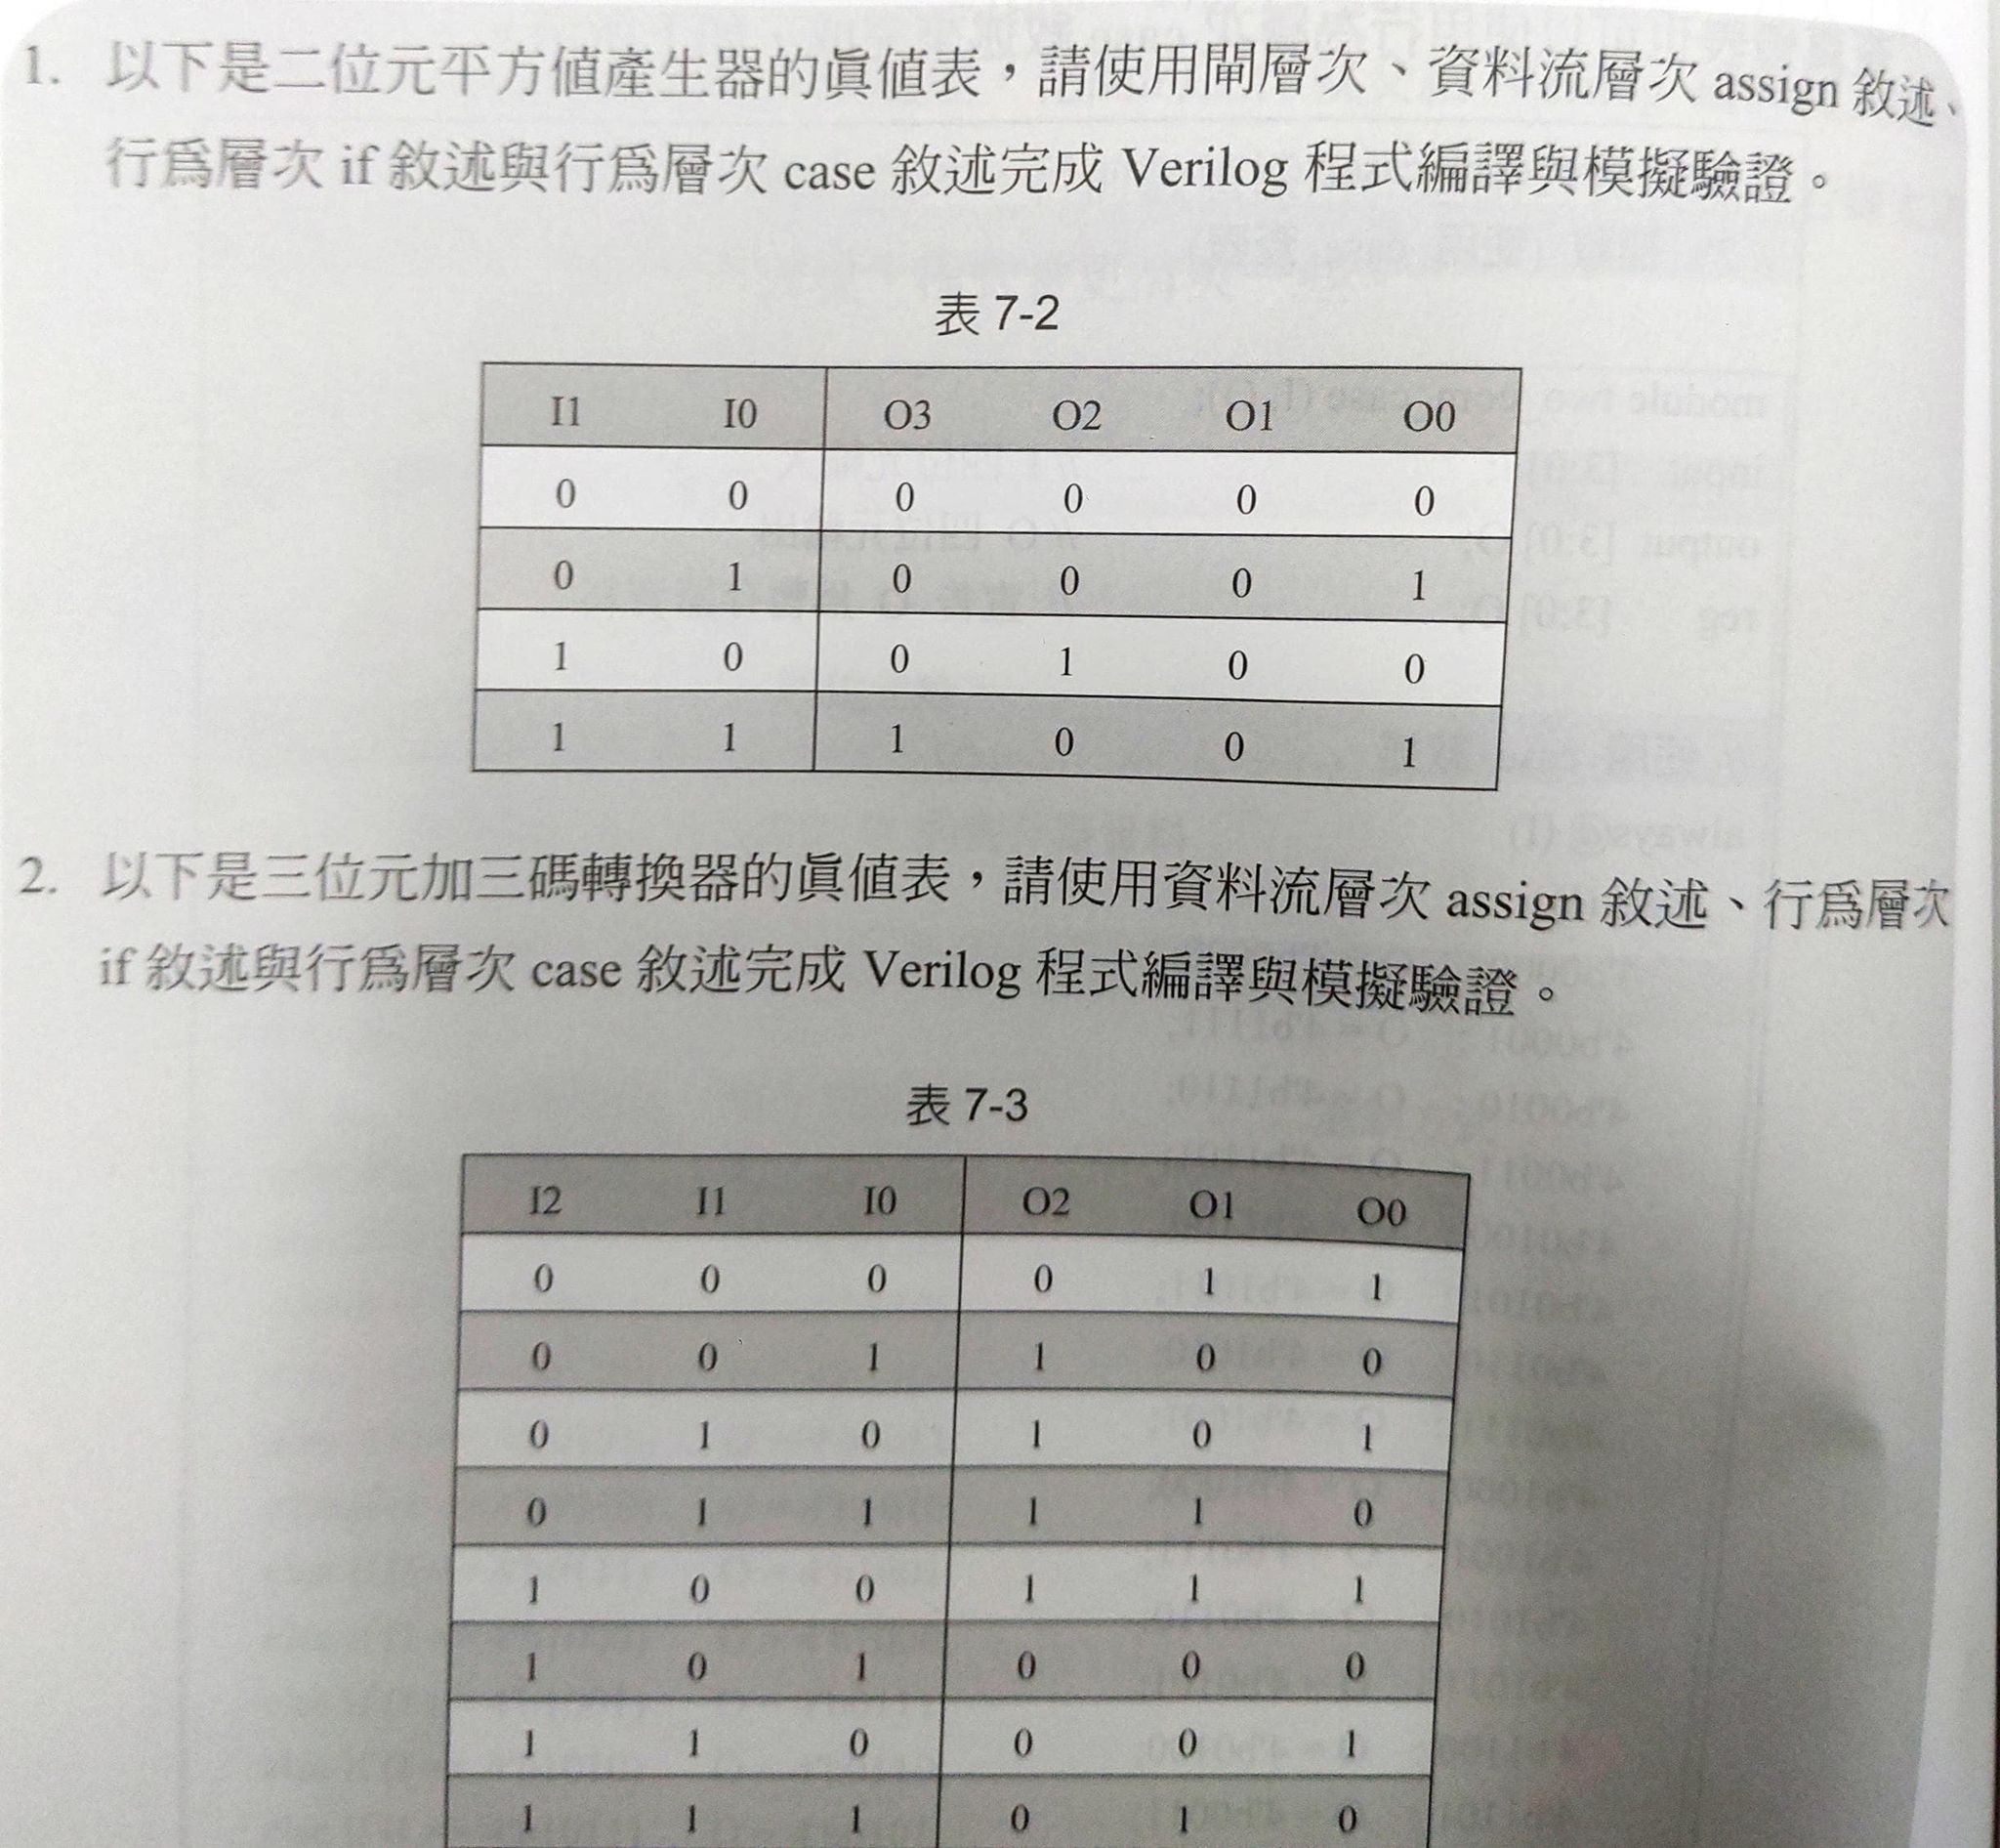 1. 以下是二位元平方值產生器的眞值表，請使用閘層次、資料流層次 assign 敘述、
行爲層次 if 敘述與行爲層次 case 敘述完成 Verilog 程式編譯與模擬驗證。
表 7-2
I1 I0 O3 O2 O1 O0
0 0 0 0 0 0
0 1 0 0 0 1
1 0 0 1 0 0
1 1 1 0 0 1
2. 以下是三位元加三碼轉換器的眞值表，請使用資料流層次 assign 敘述、行爲層次
if 敘述與行爲層次 case 敘述完成 Verilog 程式編譯與模擬驗證。
表 7-3
I2 I1 I0 O2 O1 O0
0 0 0 0 1 1
0 0 1 1 0 0
0 1 0 1 0 1
0 1 1 1 1 0
1 0 0 1 1 1
1 0 1 0 0 0
1 1 0 0 0 1
1 1 1 0 1 0